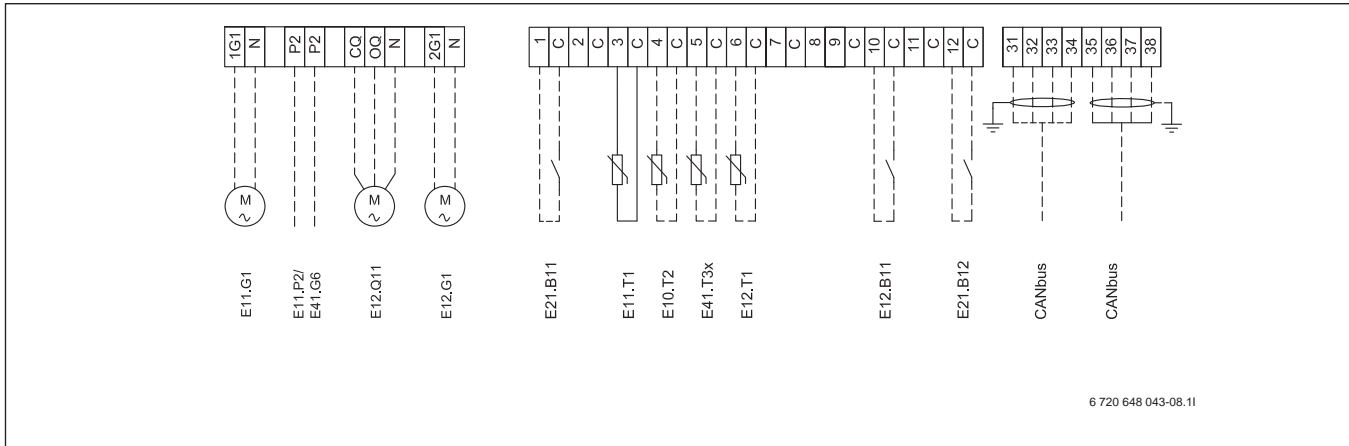 1G1 N P2 P2 CQ OQ N 2G1 N
1 C 2 C 3 C 4 C 5 C 6 C 7 C 8 9 C 10 C 11 C 12 C
31 32 33 34 35 36 37 38
M
M
M
E11.G1
E11.P2/
E41.G6
E12.Q11
E12.G1
E21.B11
E11.T1
E10.T2
E41.T3x
E12.T1
E12.B11
E21.B12
CANbus
CANbus
6 720 648 043-08.1I